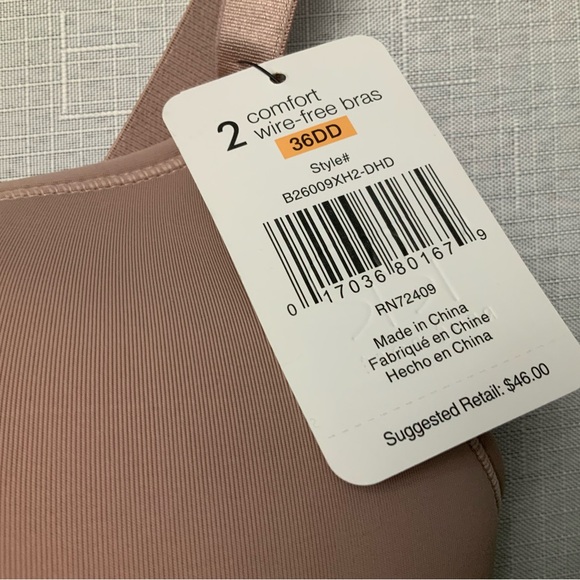 2 comfort
wire-free bras
36DD
Style#
B26009XH2-DHD
0 17036 80167 9
RN72409
Made in China
Fabriqué en Chine
Hecho en China
Suggested Retail: $46.00